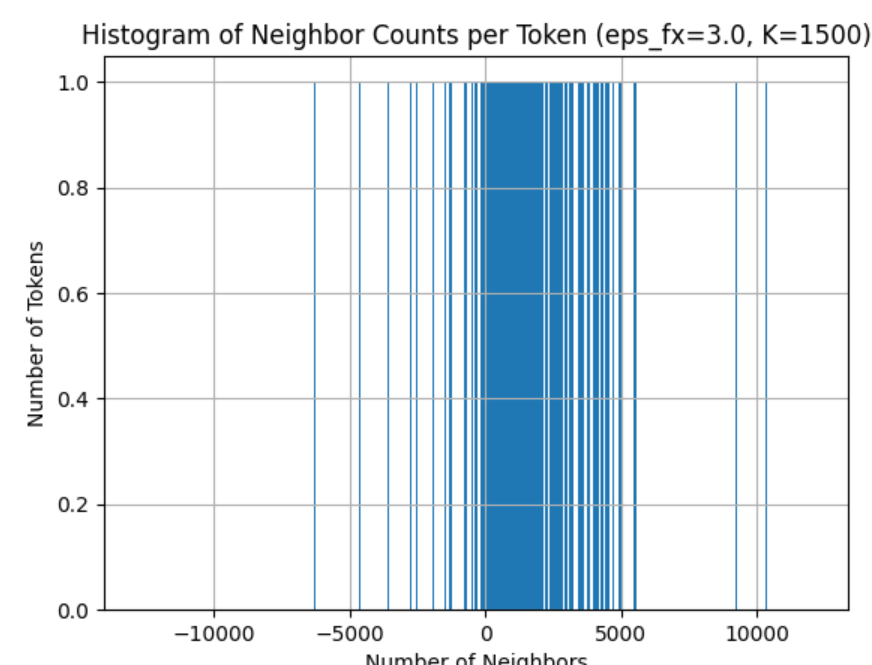 Histogram of Neighbor Counts per Token (eps_fx=3.0, K=1500)
Number of Tokens
1.0
0.8
0.6
0.4
0.2
0.0
−10000 −5000 0 5000 10000
Number of Neighbors